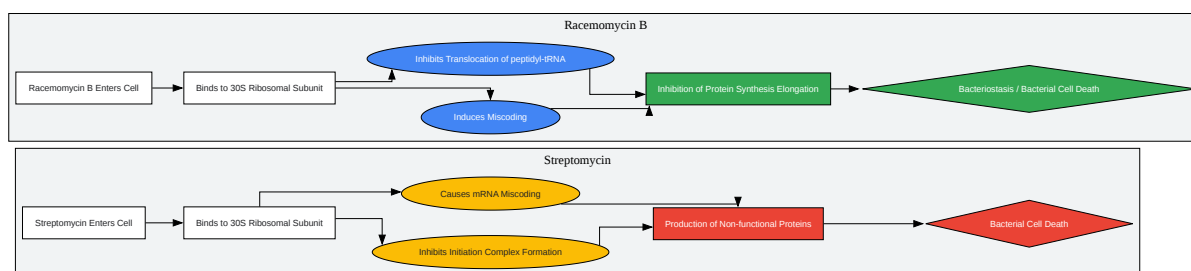 Racemomycin B
Racemomycin B Enters Cell
Binds to 30S Ribosomal Subunit
Inhibits Translocation of peptidyl-tRNA
Induces Miscoding
Inhibition of Protein Synthesis Elongation
Bacteriostasis / Bacterial Cell Death
Streptomycin
Streptomycin Enters Cell
Binds to 30S Ribosomal Subunit
Causes mRNA Miscoding
Inhibits Initiation Complex Formation
Production of Non-functional Proteins
Bacterial Cell Death